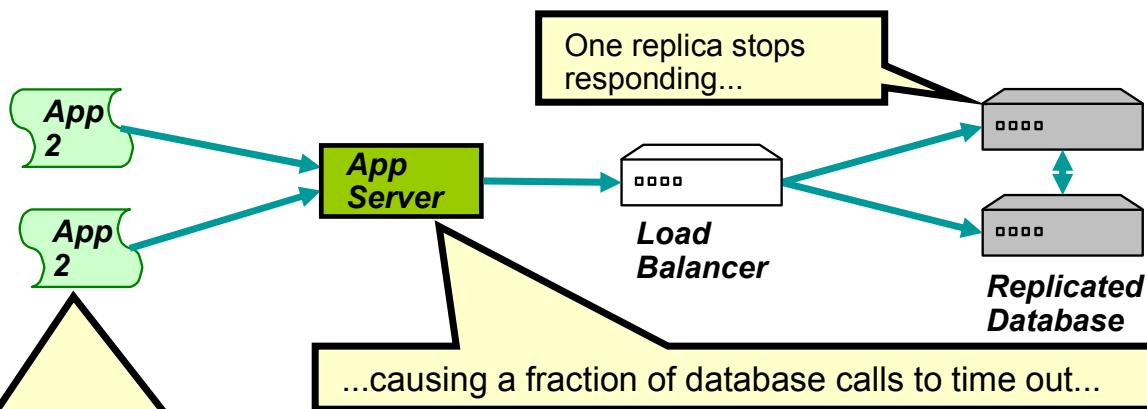 One replica stops
responding...
App
2
App
Server
App
2
Load
Balancer
Replicated
Database
...causing a fraction of database calls to time out...